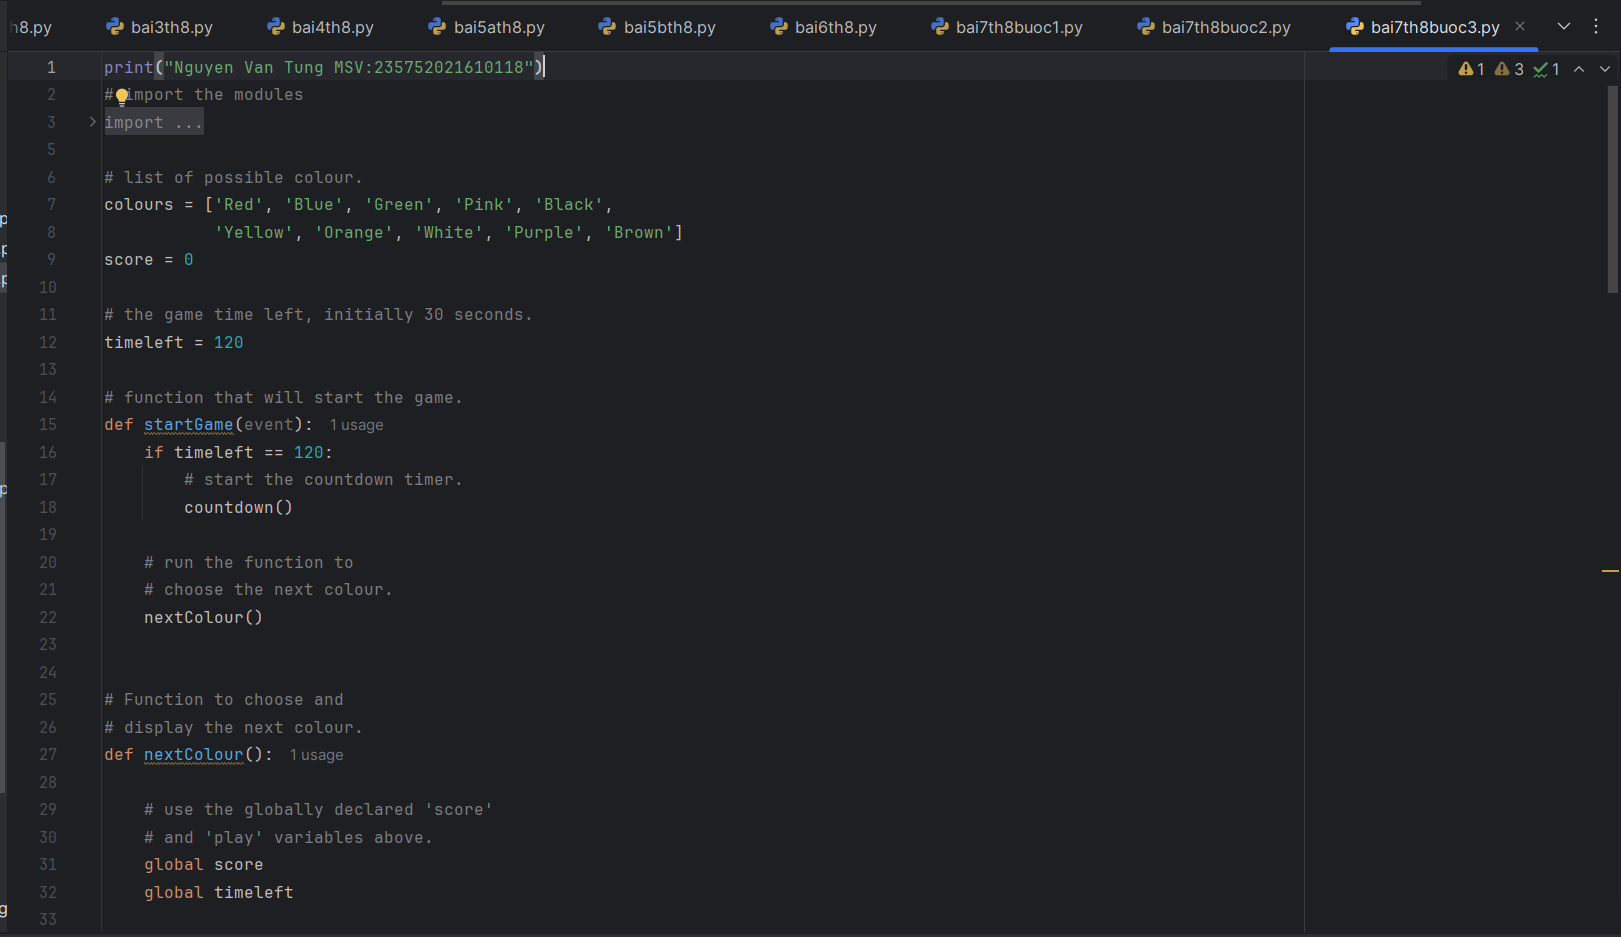 h8.py bai3th8.py bai4th8.py bai5ath8.py bai5bth8.py bai6th8.py bai7th8buoc1.py bai7th8buoc2.py bai7th8buoc3.py
1 print("Nguyen Van Tung MSV:235752021610118") 1 3 1
2 # import the modules
3 import ...
5
6 # list of possible colour.
7 colours = ['Red', 'Blue', 'Green', 'Pink', 'Black',
8 'Yellow', 'Orange', 'White', 'Purple', 'Brown']
9 score = 0
10
11 # the game time left, initially 30 seconds.
12 timeleft = 120
13
14 # function that will start the game.
15 def startGame(event): 1 usage
16 if timeleft == 120:
17 # start the countdown timer.
18 countdown()
19
20 # run the function to
21 # choose the next colour.
22 nextColour()
23
24
25 # Function to choose and
26 # display the next colour.
27 def nextColour(): 1 usage
28
29 # use the globally declared 'score'
30 # and 'play' variables above.
31 global score
32 global timeleft
33